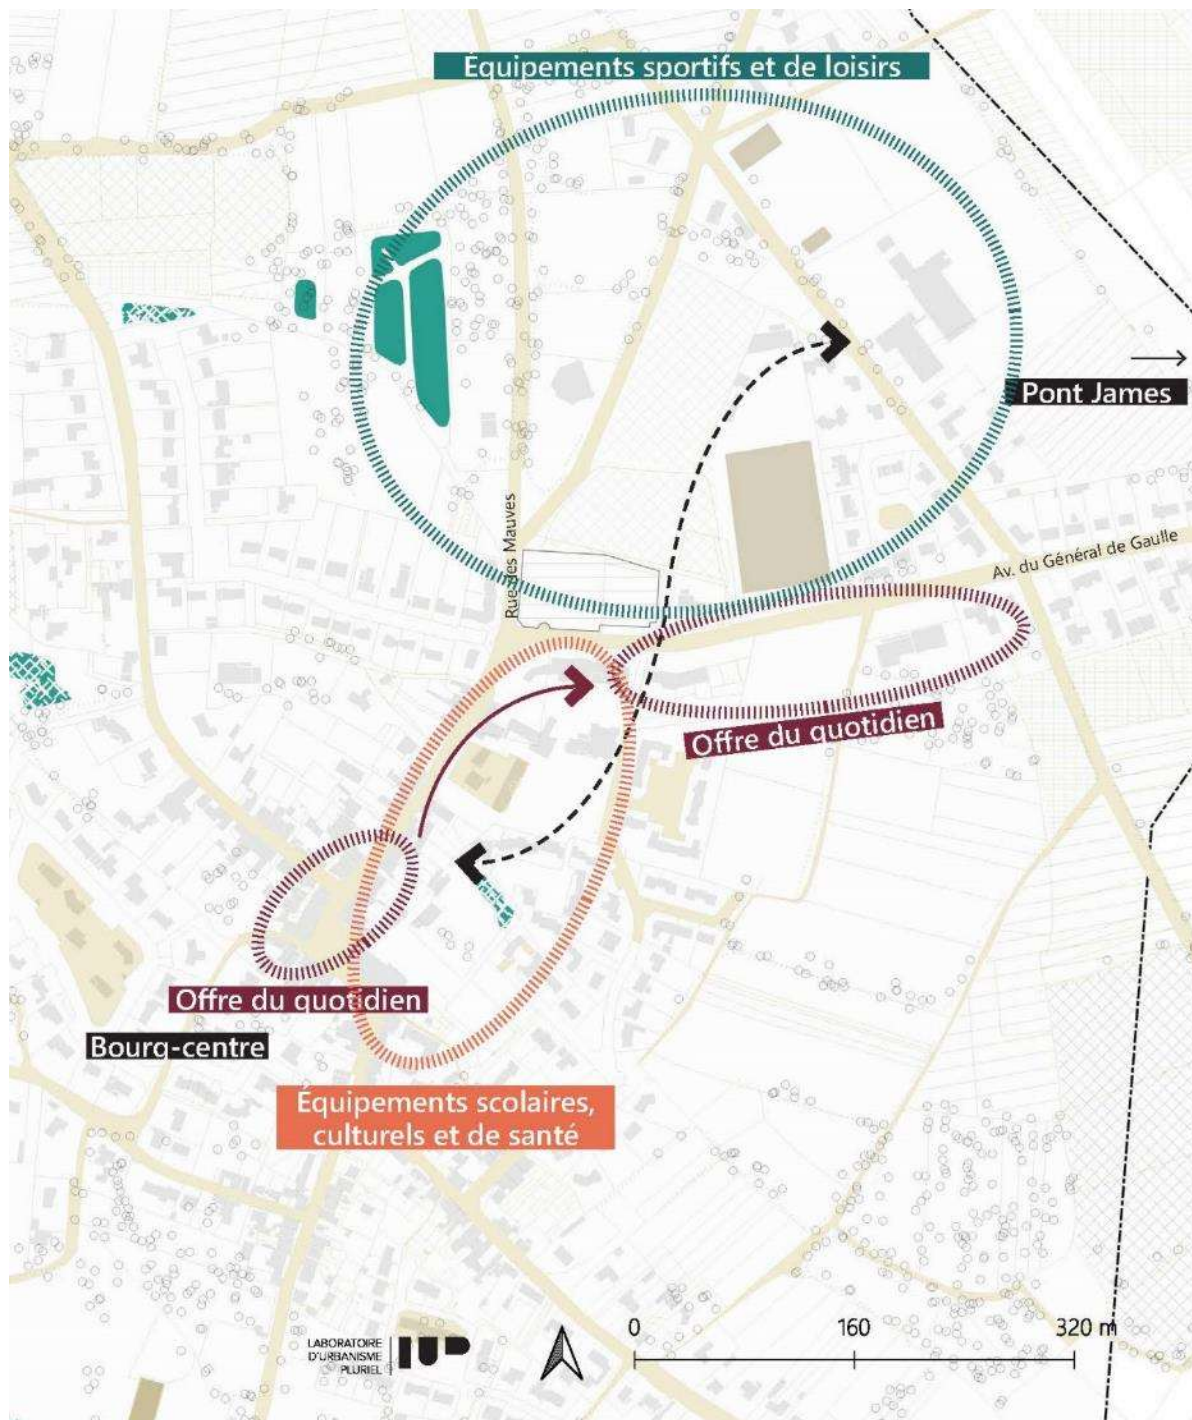 Équipements sportifs et de loisirs
Pont James
Rue des Mauves
Av. du Général de Gaulle
Offre du quotidien
Offre du quotidien
Bourg-centre
Équipements scolaires,
culturels et de santé
LABORATOIRE
D'URBANISME
PLURIEL
0 160 320 m